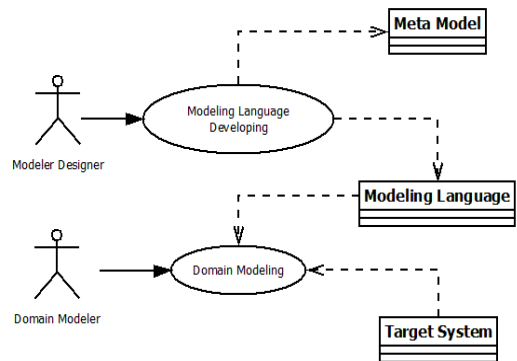 Meta Model
Modeling Language
Developing
Modeler Designer
Modeling Language
Domain Modeling
Domain Modeler
Target System